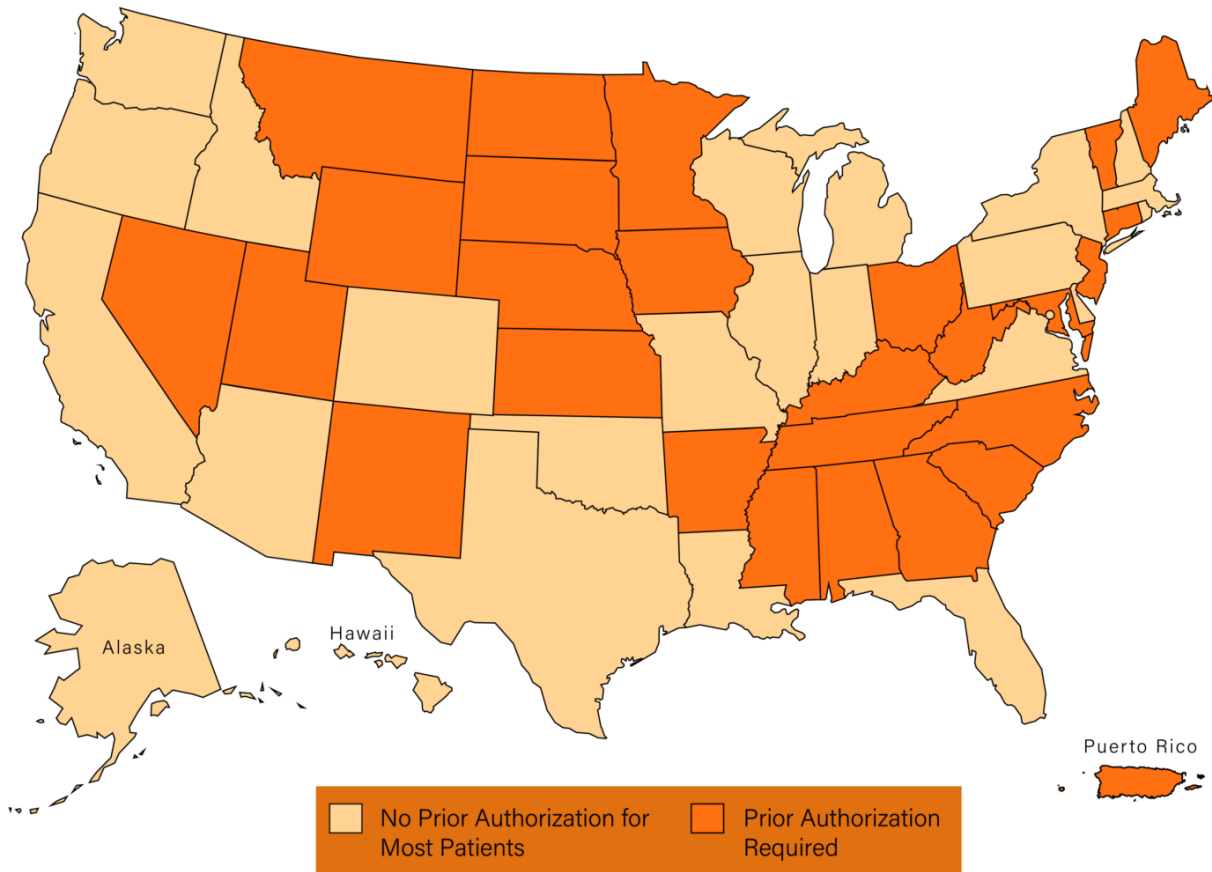 Alaska
Hawaii
Puerto Rico
No Prior Authorization for
Most Patients
Prior Authorization
Required